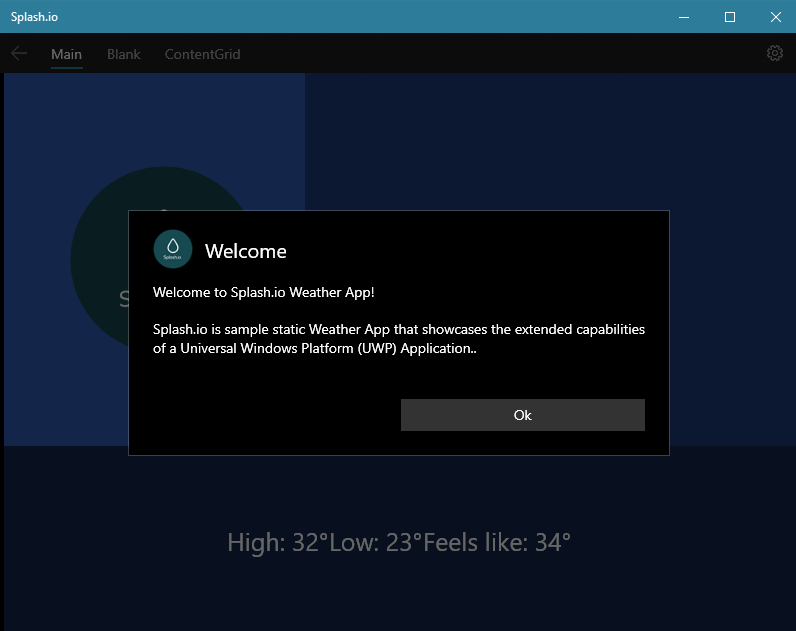 Splash.io
Main Blank ContentGrid
S
Splash.io
Welcome
Welcome to Splash.io Weather App!
Splash.io is sample static Weather App that showcases the extended capabilities
of a Universal Windows Platform (UWP) Application..
Ok
High: 32°Low: 23°Feels like: 34°